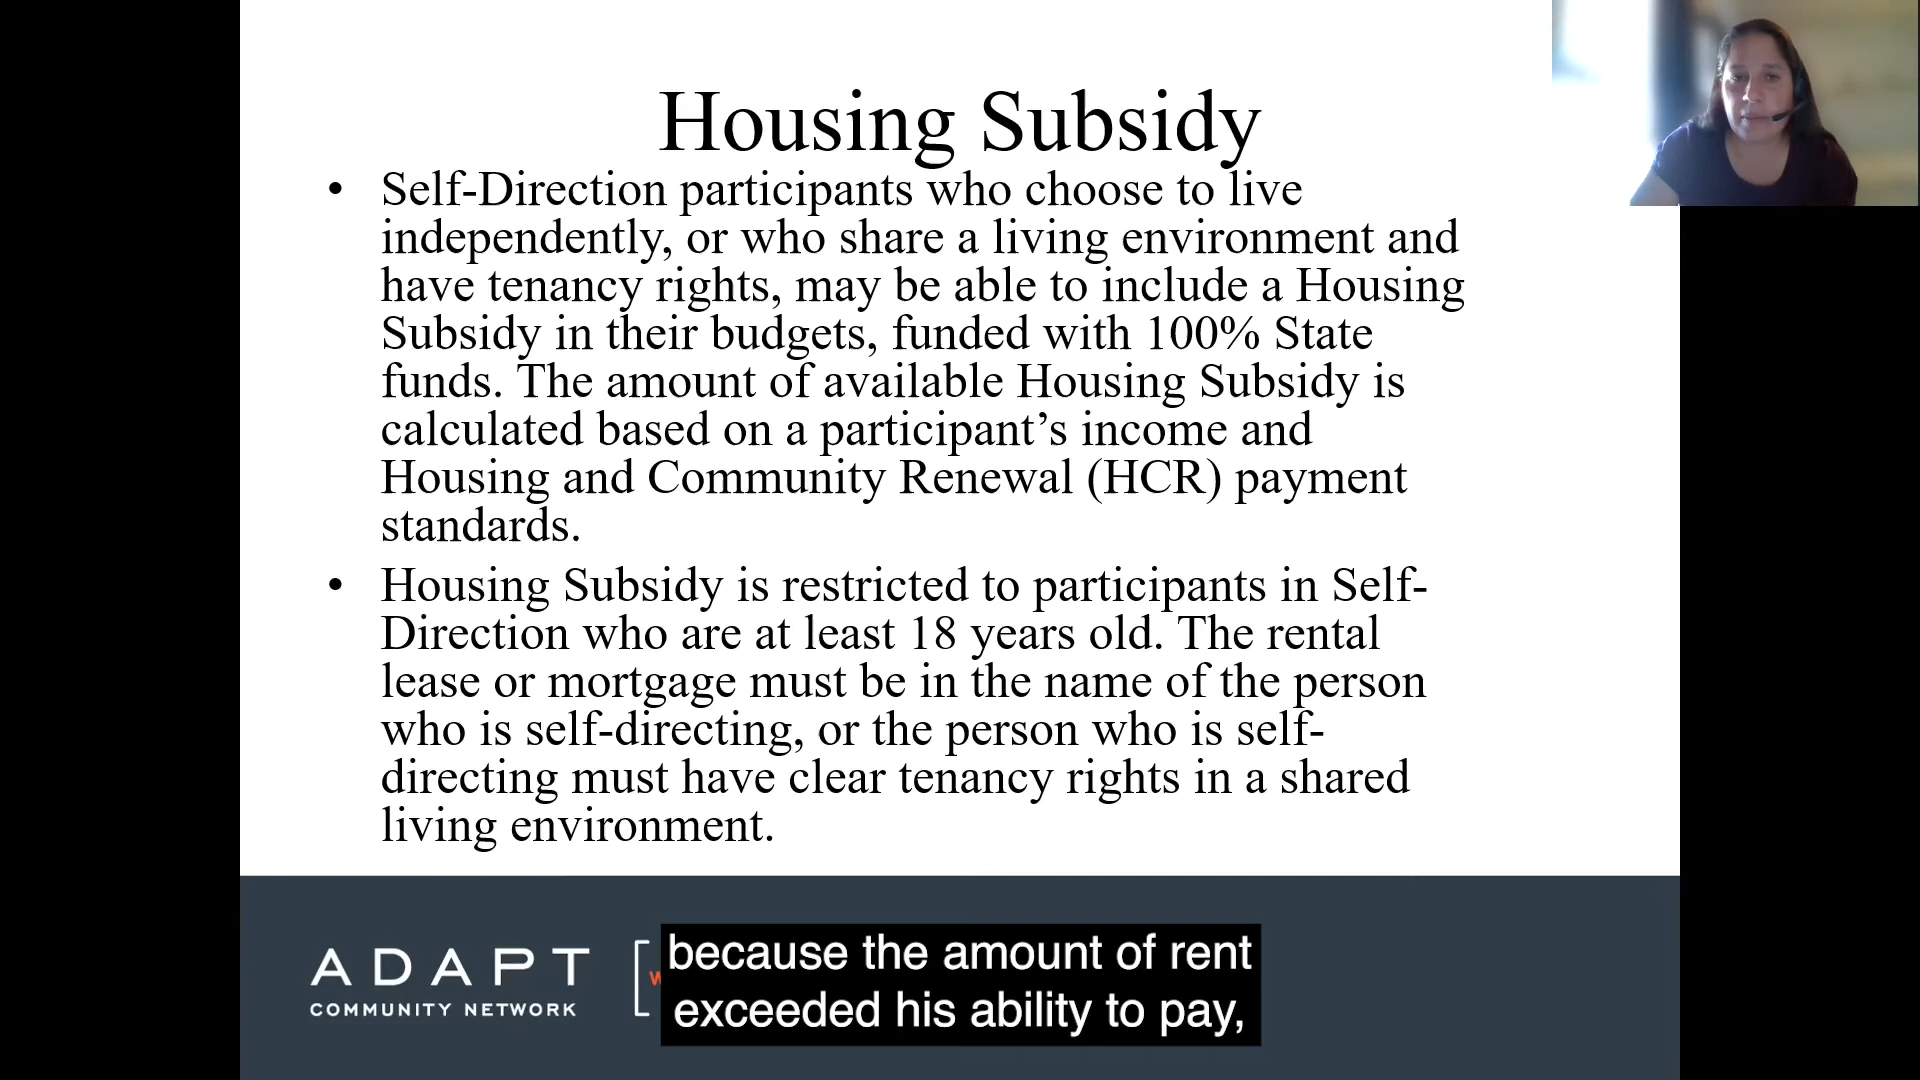 Housing Subsidy
• Self-Direction participants who choose to live
independently, or who share a living environment and
have tenancy rights, may be able to include a Housing
Subsidy in their budgets, funded with 100% State
funds. The amount of available Housing Subsidy is
calculated based on a participant’s income and
Housing and Community Renewal (HCR) payment
standards.
• Housing Subsidy is restricted to participants in Self-
Direction who are at least 18 years old. The rental
lease or mortgage must be in the name of the person
who is self-directing, or the person who is self-
directing must have clear tenancy rights in a shared
living environment.
ADAPT
COMMUNITY NETWORK
because the amount of rent
exceeded his ability to pay,